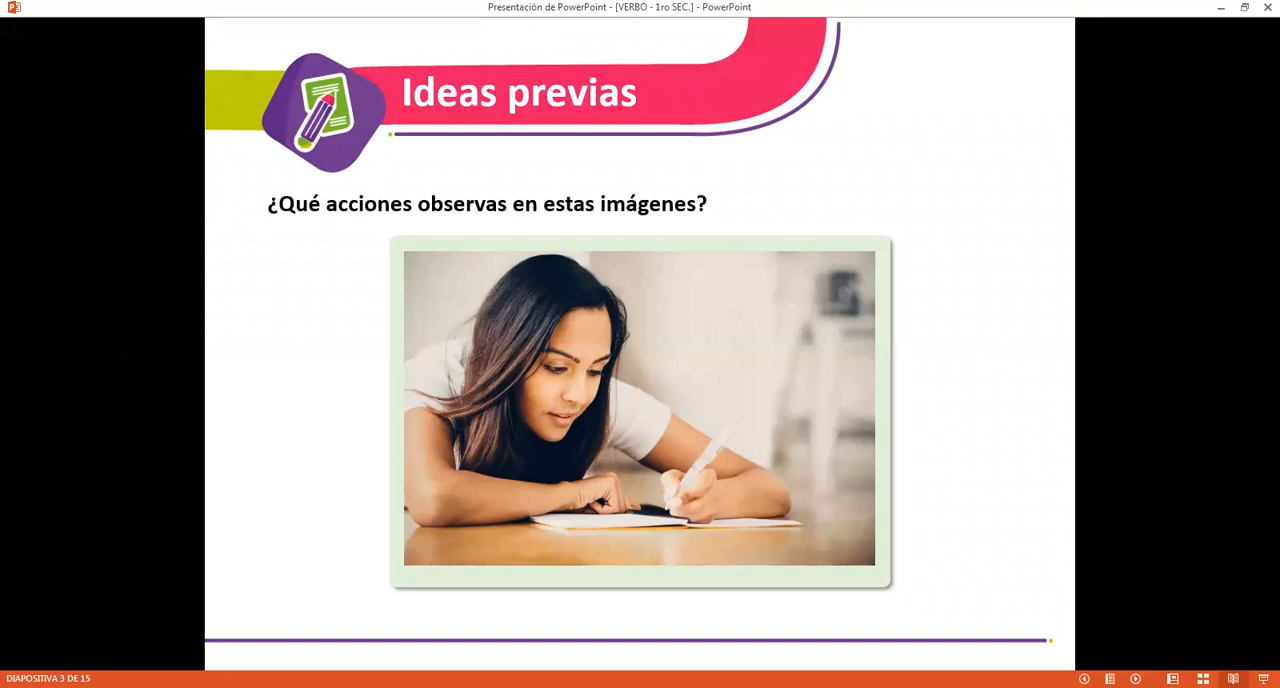 Presentación de PowerPoint - [VERBO - 1ro SEC.] - PowerPoint
Ideas previas
¿Qué acciones observas en estas imágenes?
DIAPOSITIVA 3 DE 15